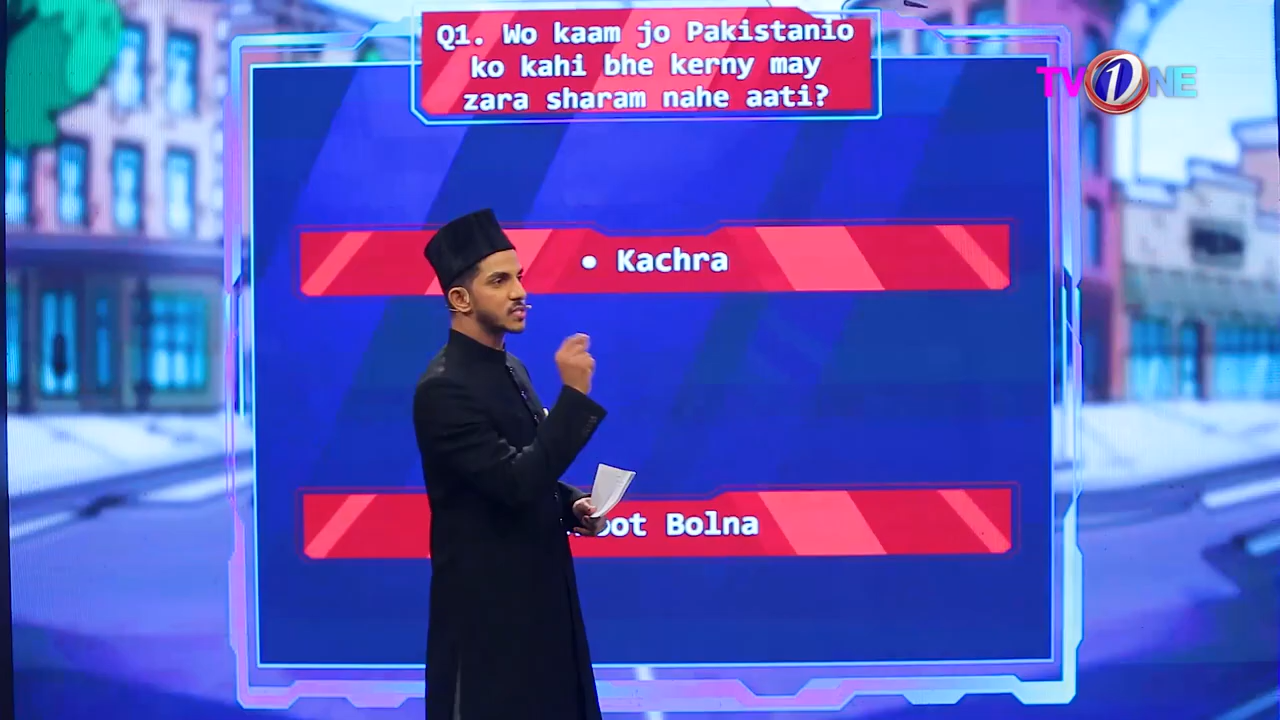 Q1. Wo kaam jo Pakistanio
ko kahi bhe kerny may
zara sharam nahe aati?
TV ONE
• Kachra
Bolna